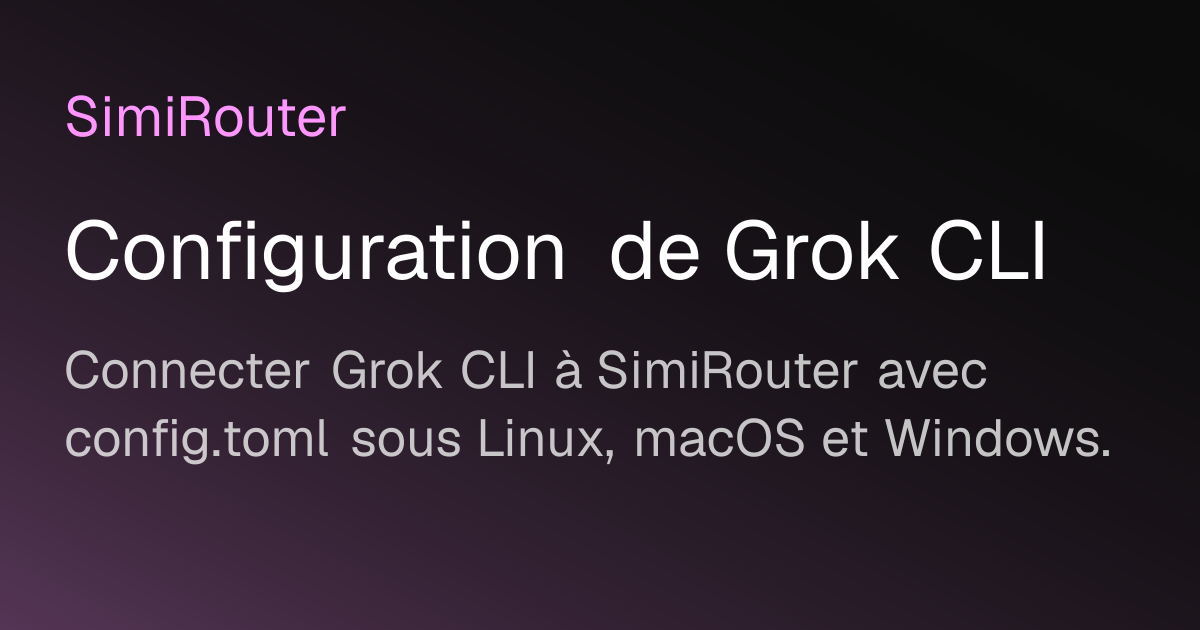 SimiRouter
Configuration de Grok CLI
Connecter Grok CLI à SimiRouter avec
config.toml sous Linux, macOS et Windows.